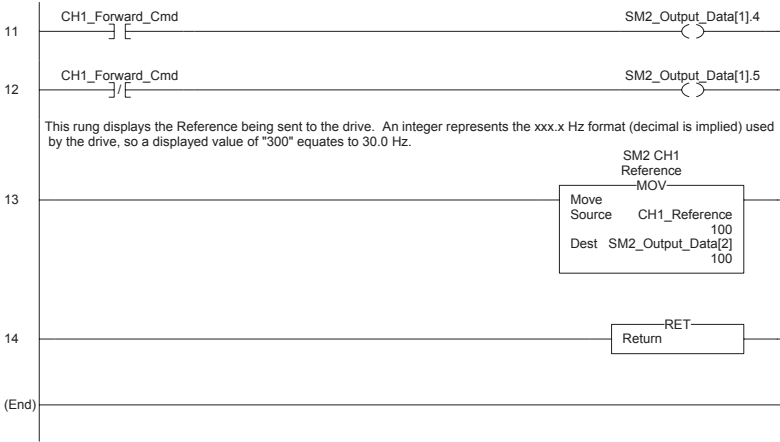 CH1_Forward_Cmd SM2_Output_Data[1].4
11
CH1_Forward_Cmd SM2_Output_Data[1].5
12
This rung displays the Reference being sent to the drive. An integer represents the xxx.x Hz format (decimal is implied) used
by the drive, so a displayed value of "300" equates to 30.0 Hz.
SM2 CH1
Reference
MOV
13
Move
Source CH1_Reference
100
Dest SM2_Output_Data[2]
100
RET
14
Return
(End)